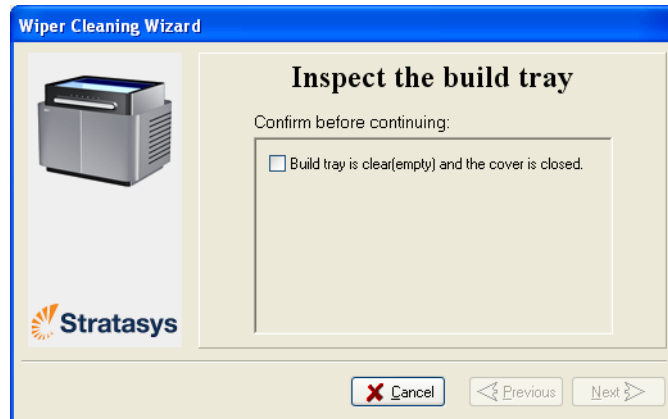 Wiper Cleaning Wizard
Inspect the build tray
Confirm before continuing:
Build tray is clear(empty) and the cover is closed.
Stratasys
Cancel
Previous
Next